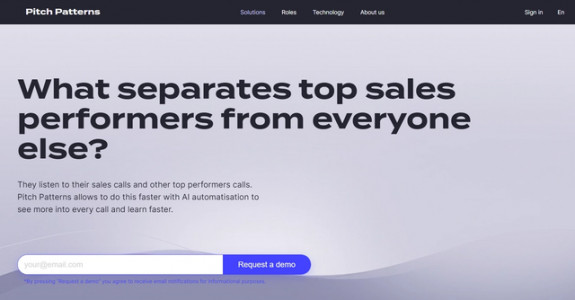 Pitch Patterns
Solutions Roles Technology About us
Sign in En
What separates top sales
performers from everyone
else?
They listen to their sales calls and other top performers calls.
Pitch Patterns allows to do this faster with AI automatisation to
see more into every call and learn faster.
your@email.com Request a demo
*By pressing "Request a demo" you agree to receive email notifications for informational purposes.